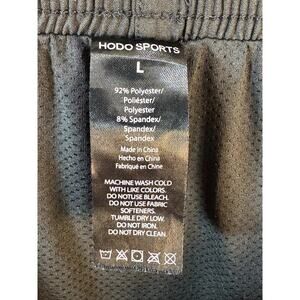 HODO SPORTS
L
92% Polyester/
Poliéster/
Polyester
8% Spandex/
Spandex/
Spandex
Made in China
Hecho en China
Fabriqué en Chine
MACHINE WASH COLD
WITH LIKE COLORS.
DO NOTUSE BLEACH.
DO NOT USE FABRIC
SOFTENERS.
TUMBLE DRY LOW.
DO NOT IRON.
DO NOT DRY CLEAN.